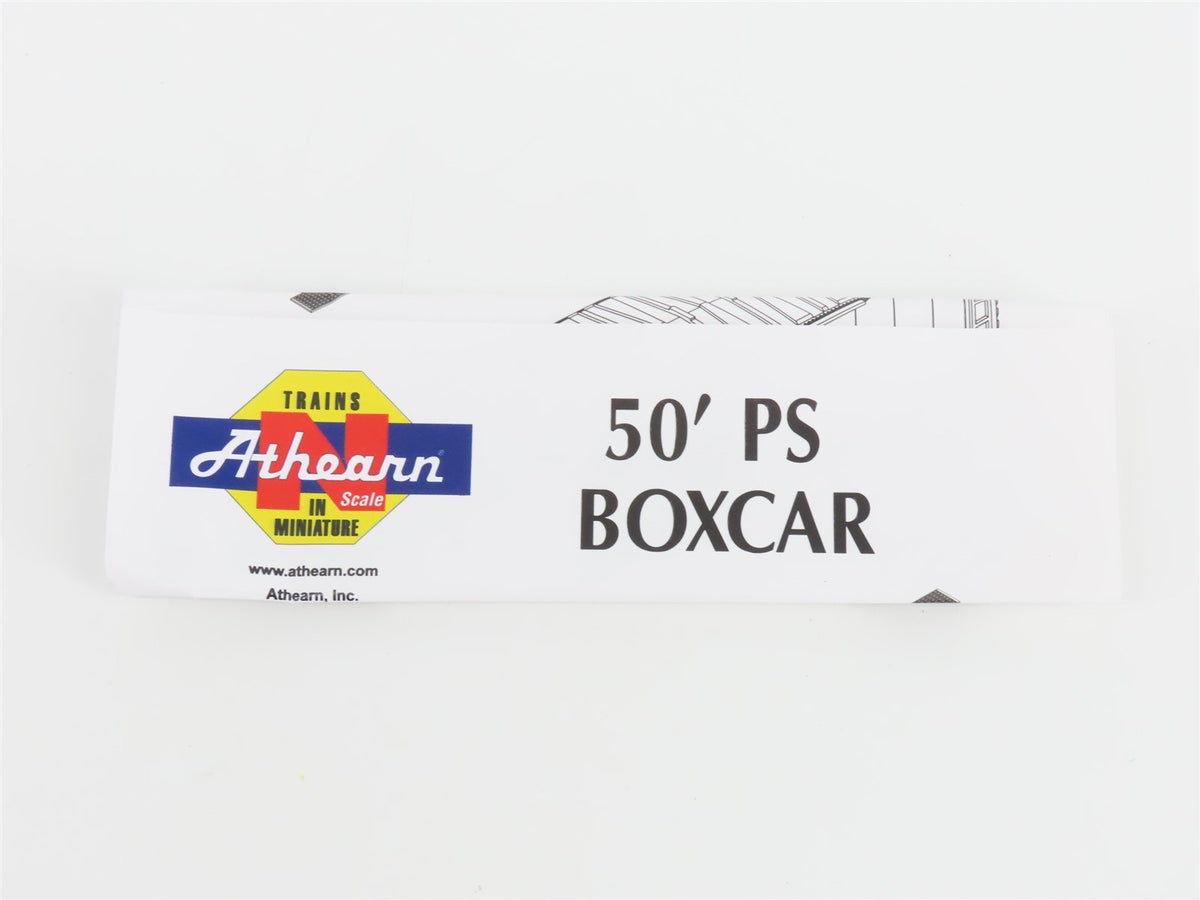 TRAINS
N
Athearn®
Scale
IN
MINIATURE
www.athearn.com
Athearn, Inc.
50′ PS
BOXCAR